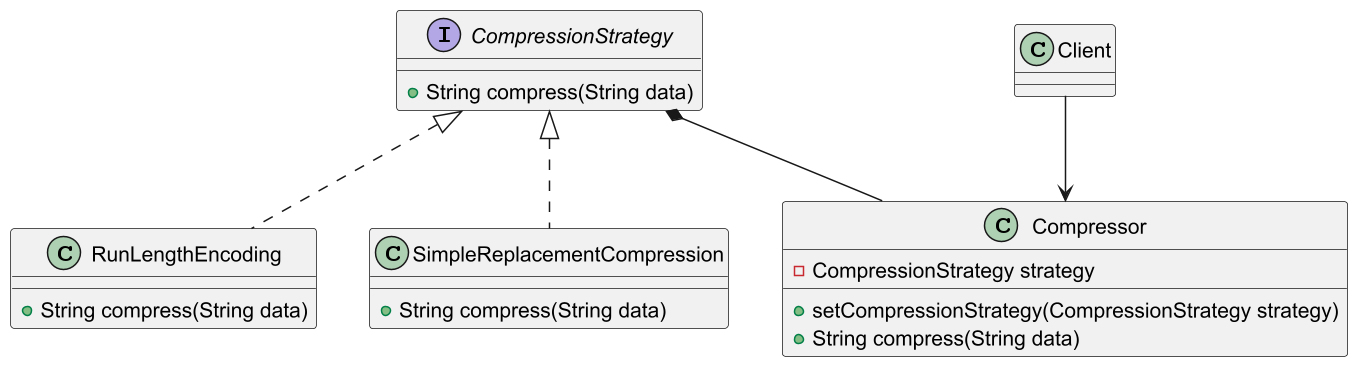 I CompressionStrategy
String compress(String data)
C Client
C RunLengthEncoding
String compress(String data)
C SimpleReplacementCompression
String compress(String data)
C Compressor
CompressionStrategy strategy
setCompressionStrategy(CompressionStrategy strategy)
String compress(String data)